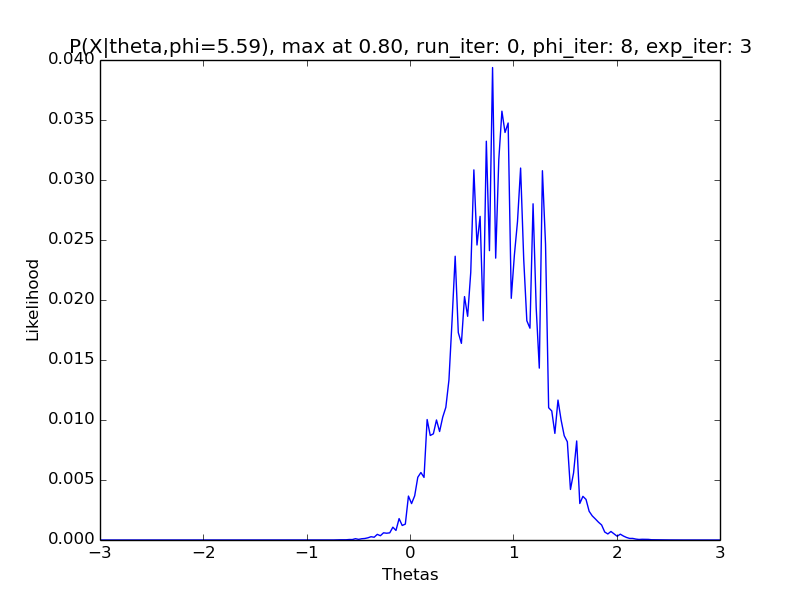 P(X|theta,phi=5.59), max at 0.80, run_iter: 0, phi_iter: 8, exp_iter: 3
0.040
0.035
0.030
0.025
0.020
0.015
0.010
0.005
0.000
Likelihood
−3 −2 −1 0 1 2 3
Thetas